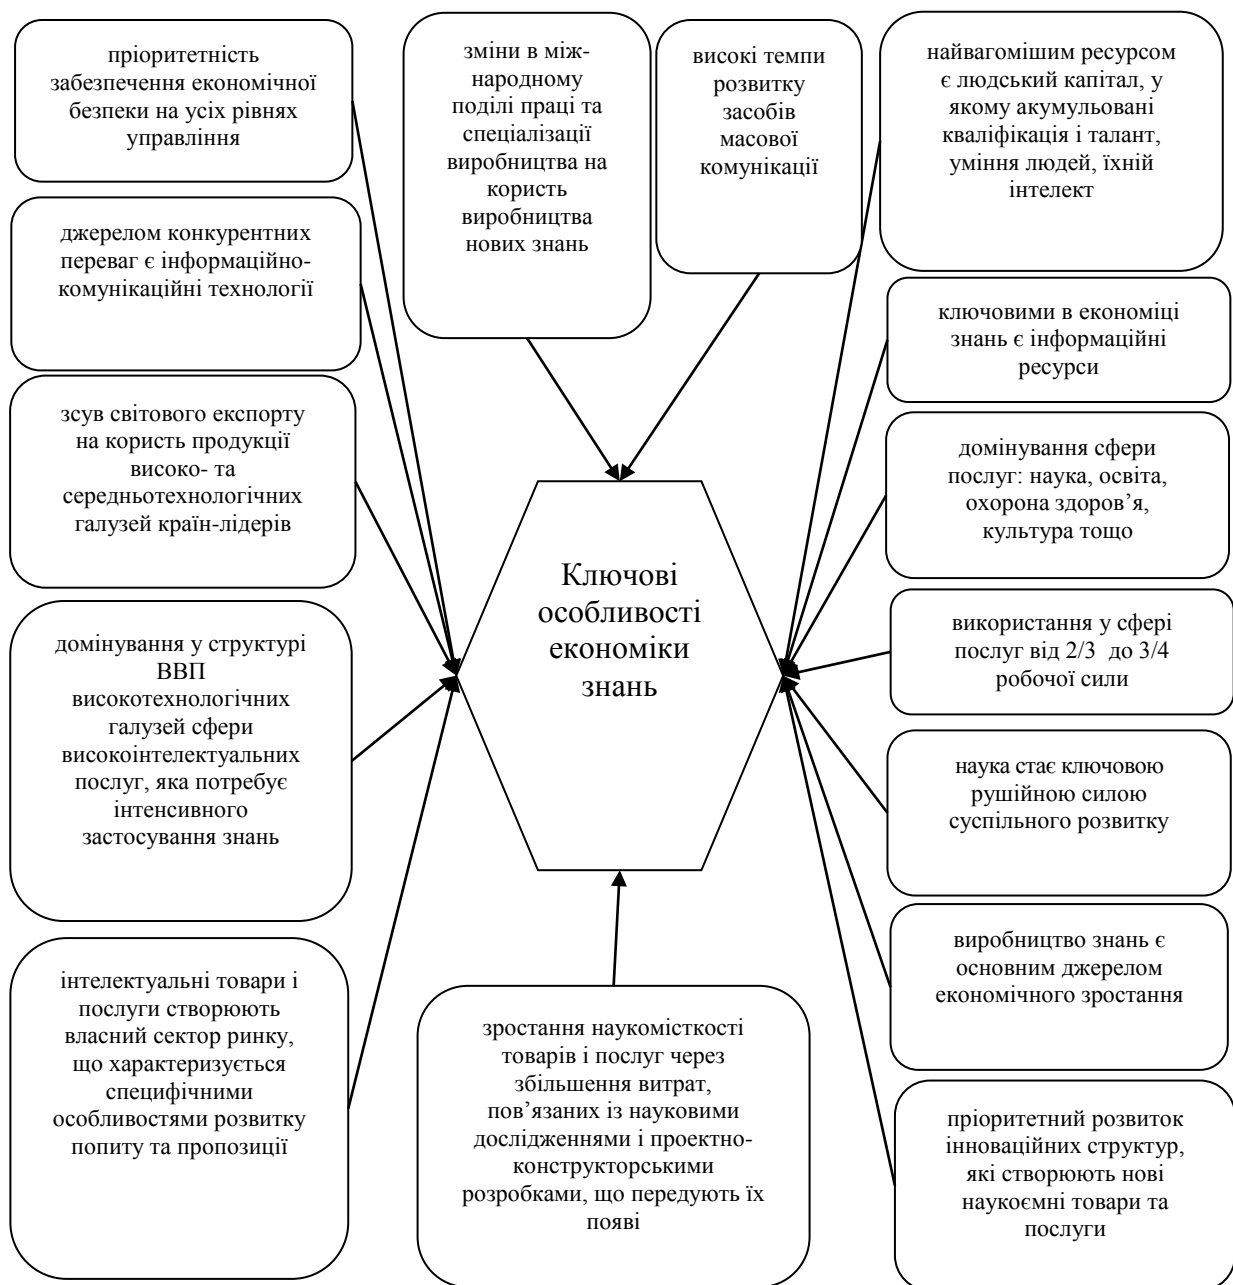 пріоритетність
забезпечення економічної
безпеки на усіх рівнях
управління
джерелом конкурентних
переваг є інформаційно-
комунікаційні технології
зсув світового експорту
на користь продукції
високо- та
середньотехнологічних
галузей країн-лідерів
домінування у структурі
ВВП
високотехнологічних
галузей сфери
високоінтелектуальних
послуг, яка потребує
інтенсивного
застосування знань
інтелектуальні товари і
послуги створюють
власний сектор ринку,
що характеризується
специфічними
особливостями розвитку
попиту та пропозиції
зміни в між-
народному
поділі праці та
спеціалізації
виробництва на
користь
виробництва
нових знань
високі темпи
розвитку
засобів
масової
комунікації
Ключові
особливості
економіки
знань
зростання наукомісткості
товарів і послуг через
збільшення витрат,
пов’язаних із науковими
дослідженнями і проектно-
конструкторськими
розробками, що передують їх
появі
найвагомішим ресурсом
є людський капітал, у
якому акумульовані
кваліфікація і талант,
уміння людей, їхній
інтелект
ключовими в економіці
знань є інформаційні
ресурси
домінування сфери
послуг: наука, освіта,
охорона здоров’я,
культура тощо
використання у сфері
послуг від 2/3 до 3/4
робочої сили
наука стає ключовою
рушійною силою
суспільного розвитку
виробництво знань є
основним джерелом
економічного зростання
пріоритетний розвиток
інноваційних структур,
які створюють нові
наукоємні товари та
послуги